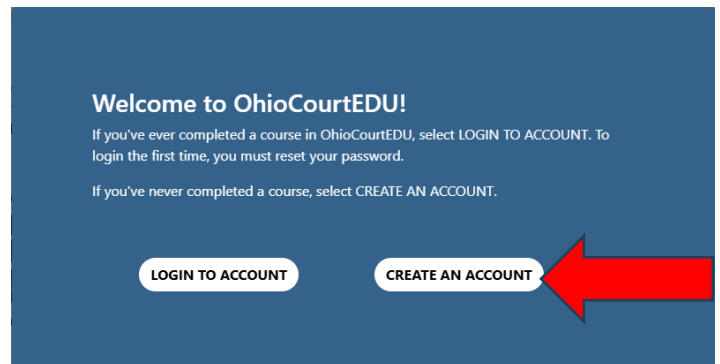 Welcome to OhioCourtEDU!
If you've ever completed a course in OhioCourtEDU, select LOGIN TO ACCOUNT. To
login the first time, you must reset your password.
If you've never completed a course, select CREATE AN ACCOUNT.
LOGIN TO ACCOUNT CREATE AN ACCOUNT